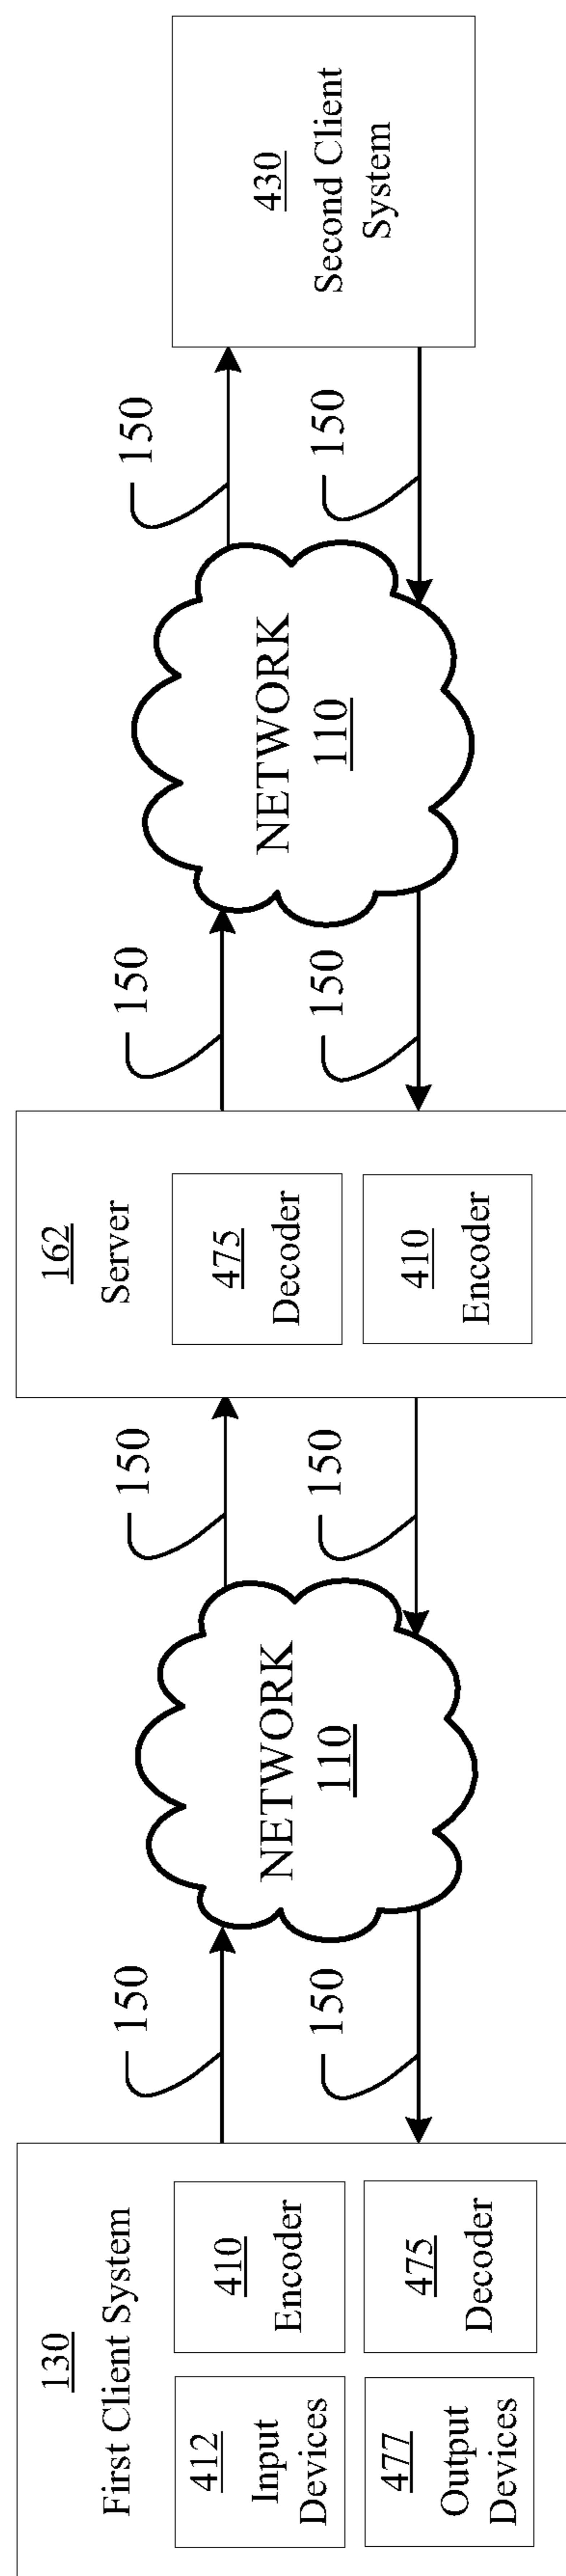 130
First Client System
412
Input
Devices
410
Encoder
477
Output
Devices
475
Decoder
150
150
NETWORK
110
150
150
162
Server
475
Decoder
410
Encoder
150
150
NETWORK
110
150
150
430
Second Client
System